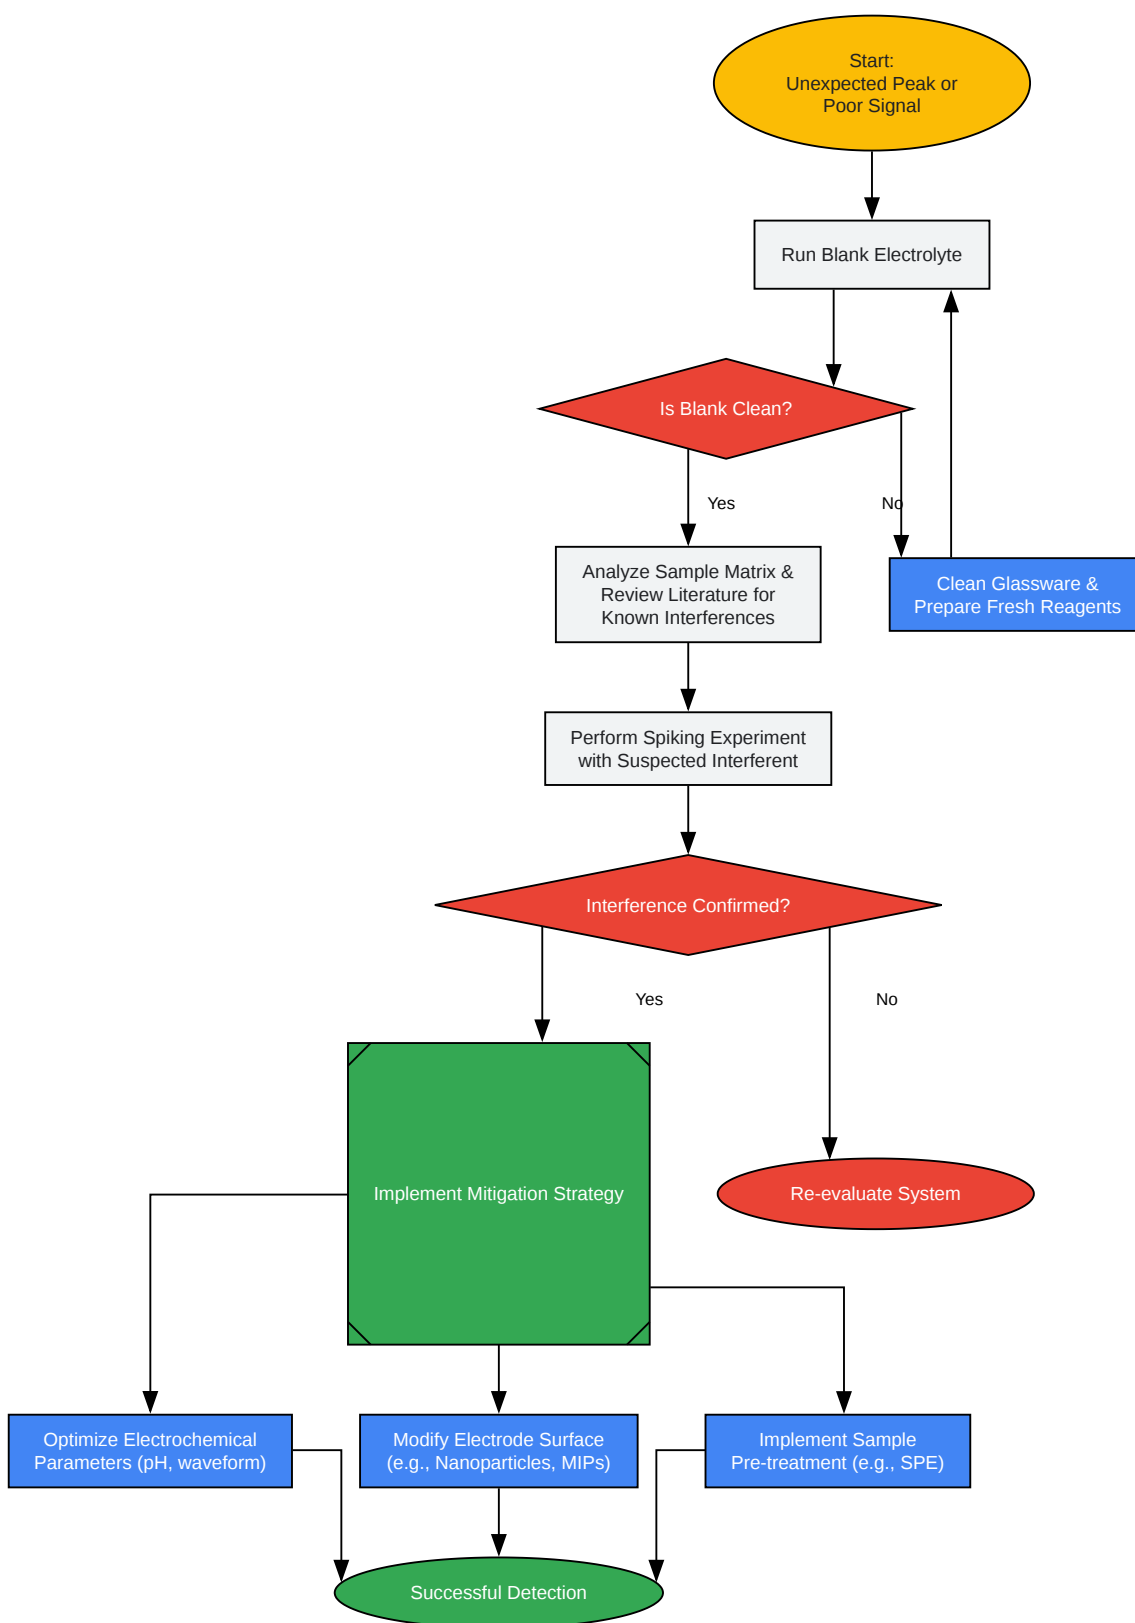 Start:
Unexpected Peak or
Poor Signal
Run Blank Electrolyte
Is Blank Clean?
Yes
No
Analyze Sample Matrix &
Review Literature for
Known Interferences
Clean Glassware &
Prepare Fresh Reagents
Perform Spiking Experiment
with Suspected Interferent
Interference Confirmed?
Yes
No
Implement Mitigation Strategy
Re-evaluate System
Optimize Electrochemical
Parameters (pH, waveform)
Modify Electrode Surface
(e.g., Nanoparticles, MIPs)
Implement Sample
Pre-treatment (e.g., SPE)
Successful Detection